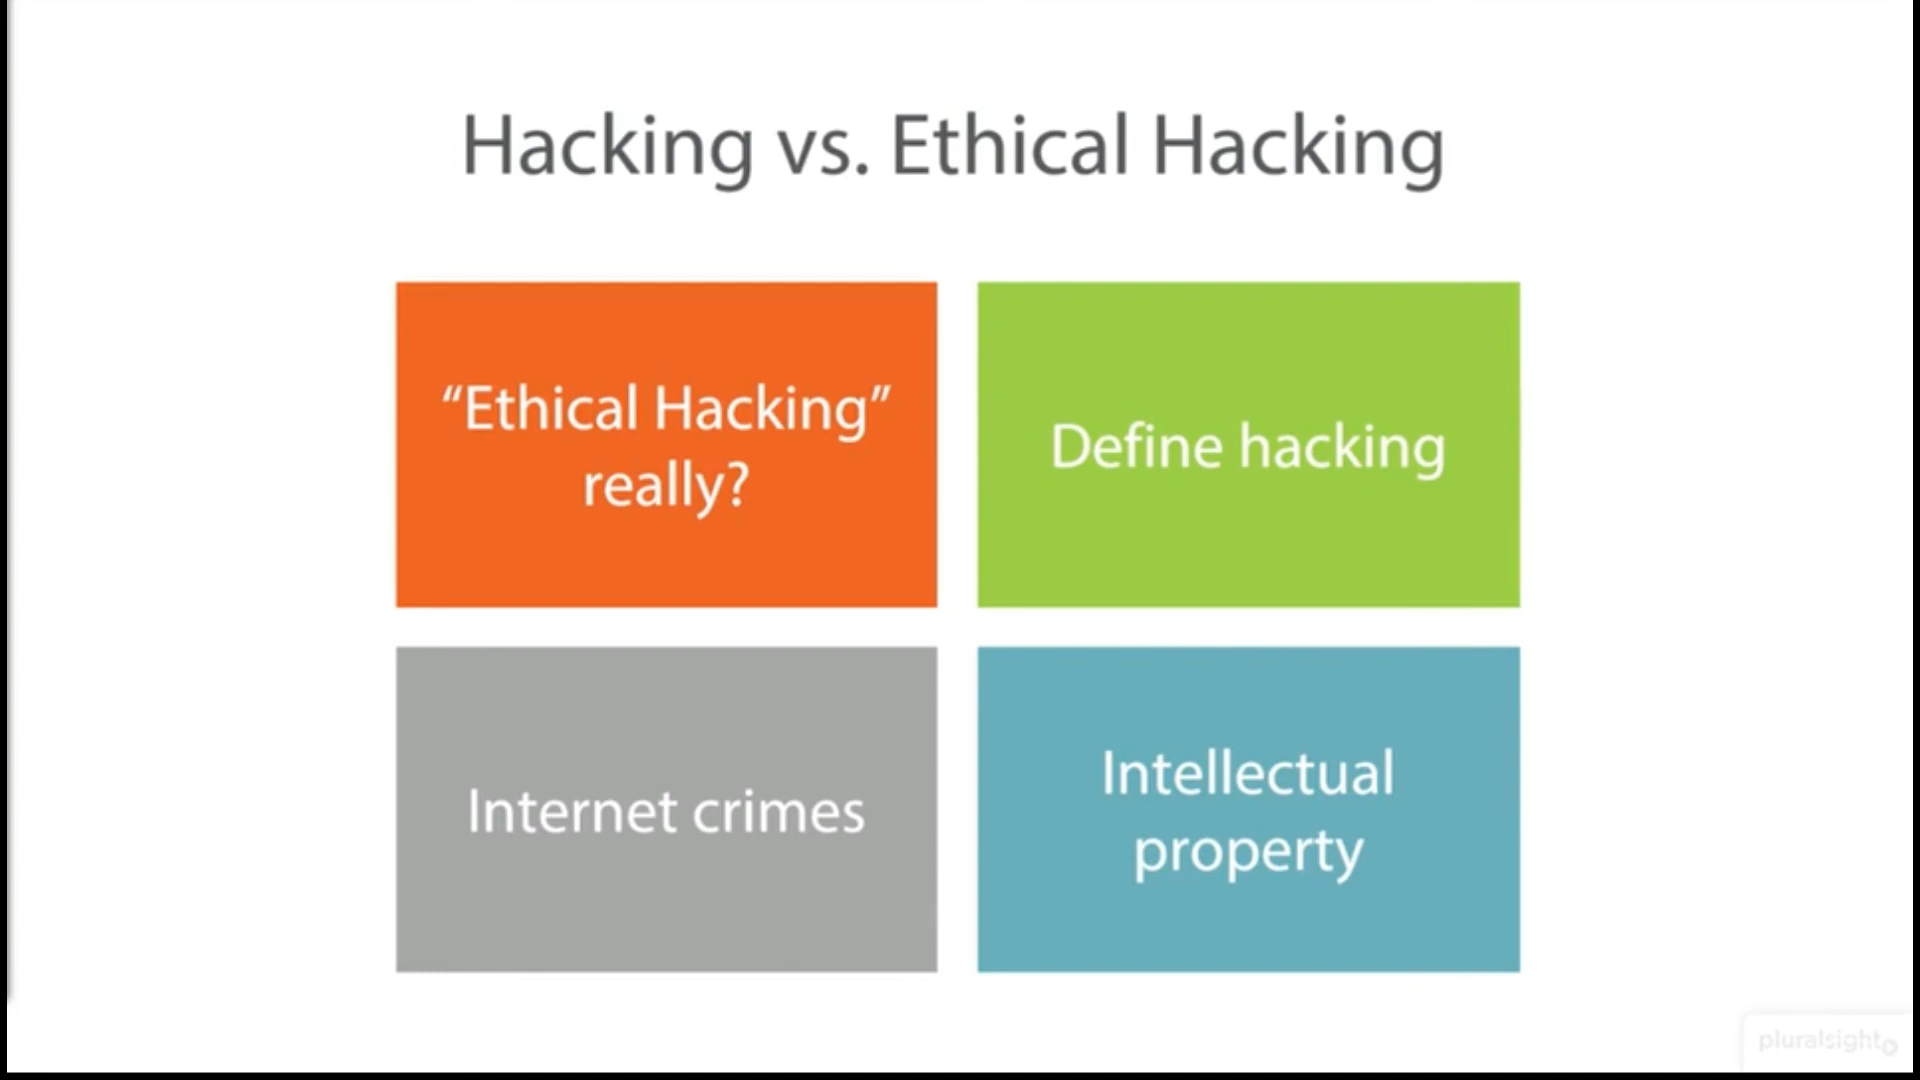 Hacking vs. Ethical Hacking
“Ethical Hacking”
really?
Define hacking
Internet crimes
Intellectual
property
pluralsight